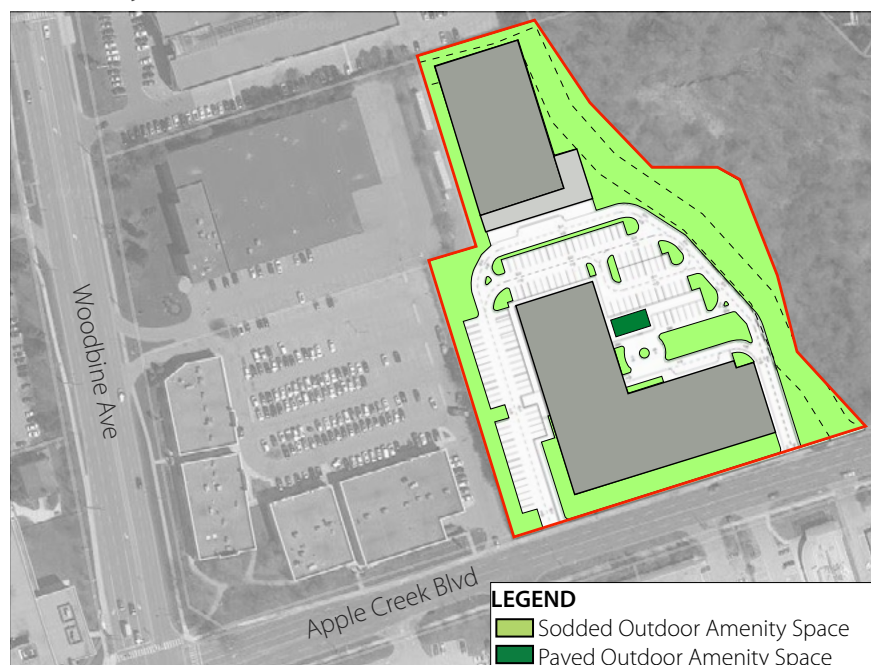 Woodbine Ave
Apple Creek Blvd
LEGEND
Sodded Outdoor Amenity Space
Paved Outdoor Amenity Space